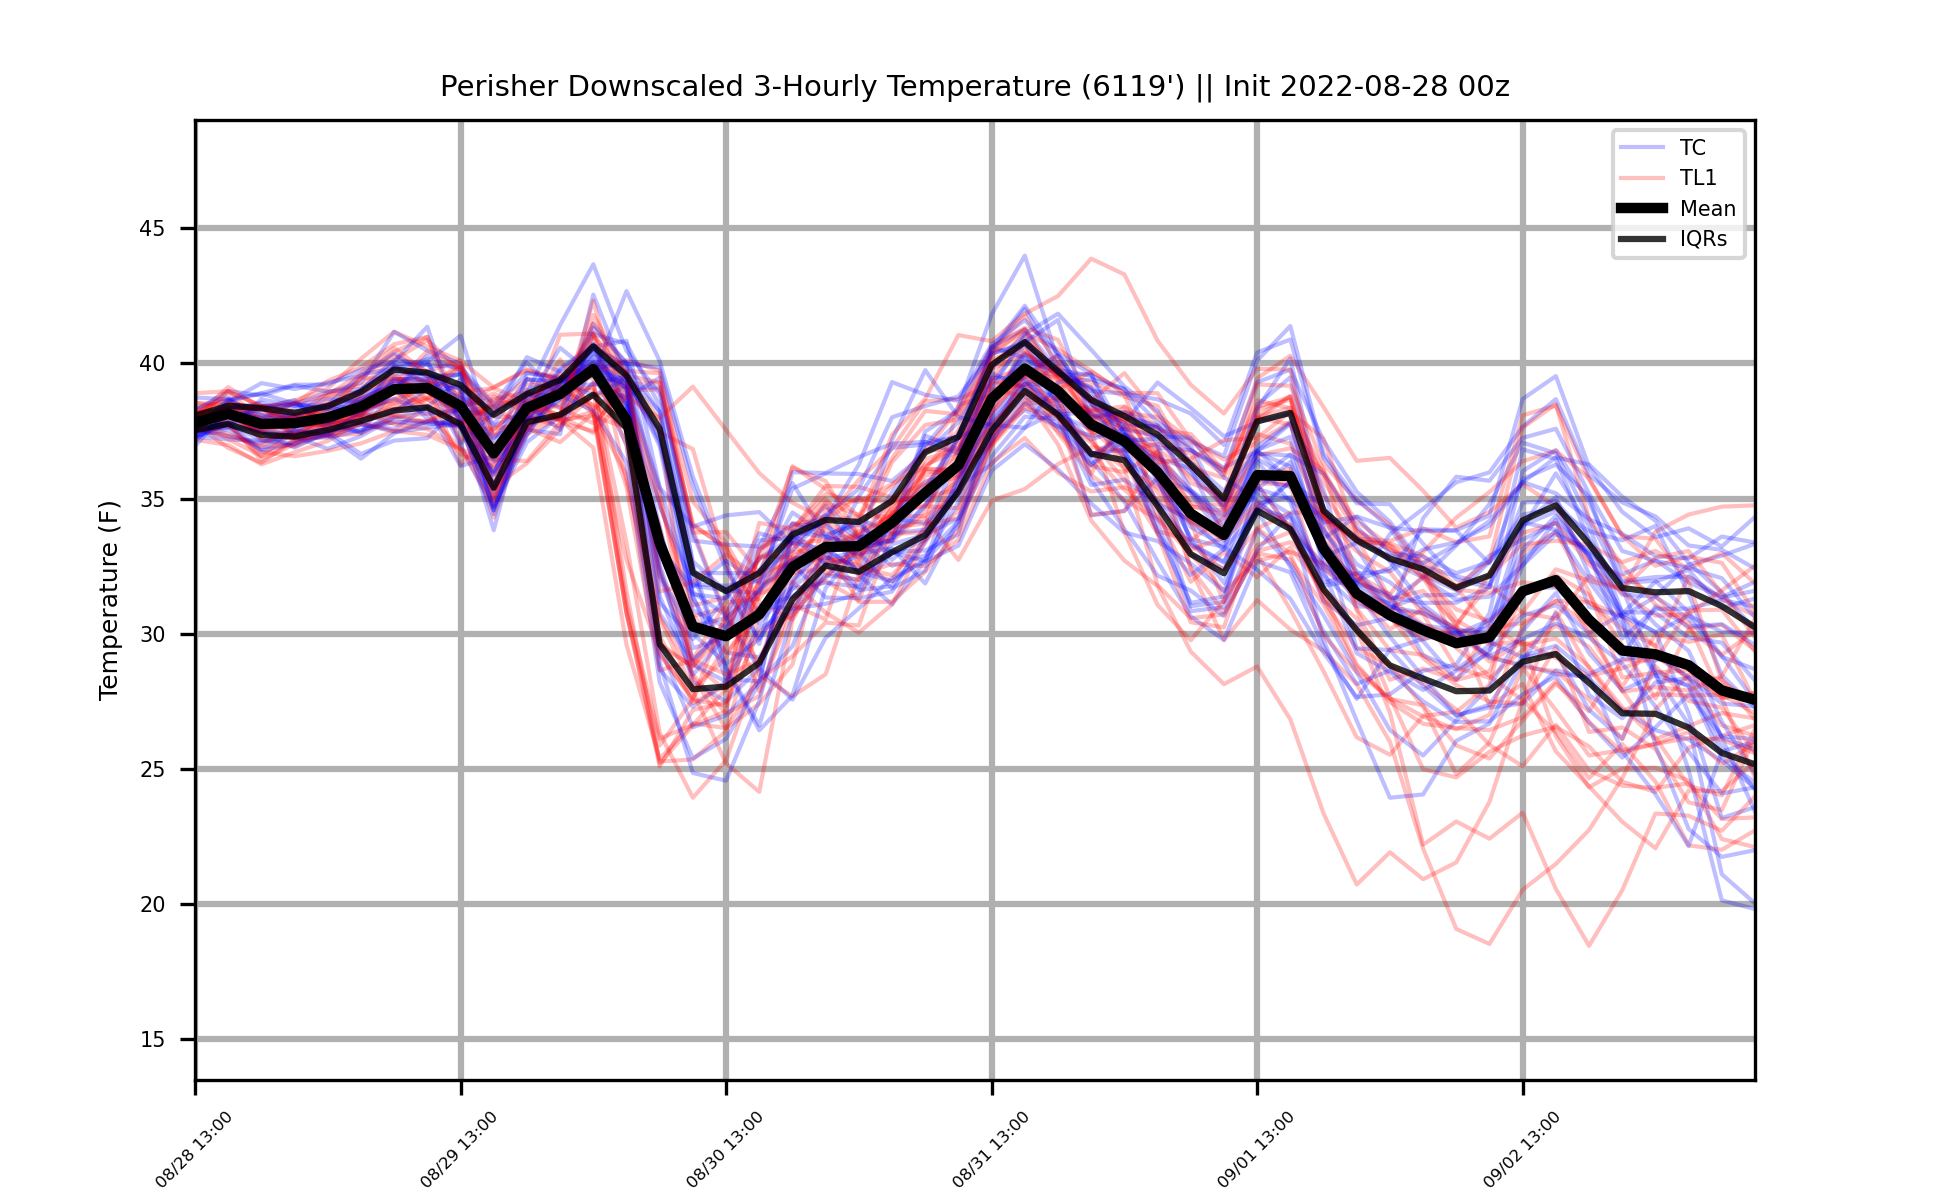 Perisher Downscaled 3-Hourly Temperature (6119') || Init 2022-08-28 00z
TC
TL1
Mean
IQRs
Temperature (F)
45
40
35
30
25
20
15
08/28 13:00
08/29 13:00
08/30 13:00
08/31 13:00
09/01 13:00
09/02 13:00